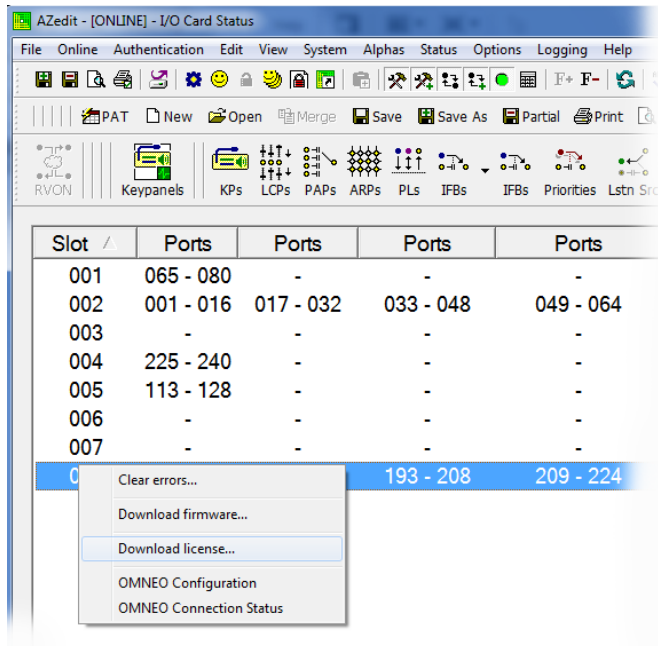 AZedit - [ONLINE] - I/O Card Status
File Online Authentication Edit View System Alphas Status Options Logging Help
F+ F-
PAT New Open Merge Save Save As Partial Print
RVON Keypanels KPs LCPs PAPs ARPs PLs IFBs IFBs Priorities Lstn Src
Slot Ports Ports Ports Ports
001 065 - 080 - - -
002 001 - 016 017 - 032 033 - 048 049 - 064
003 - - - -
004 225 - 240 - - -
005 113 - 128 - - -
006 - - - -
007 - - - -
0 193 - 208 209 - 224
Clear errors...
Download firmware...
Download license...
OMNEO Configuration
OMNEO Connection Status